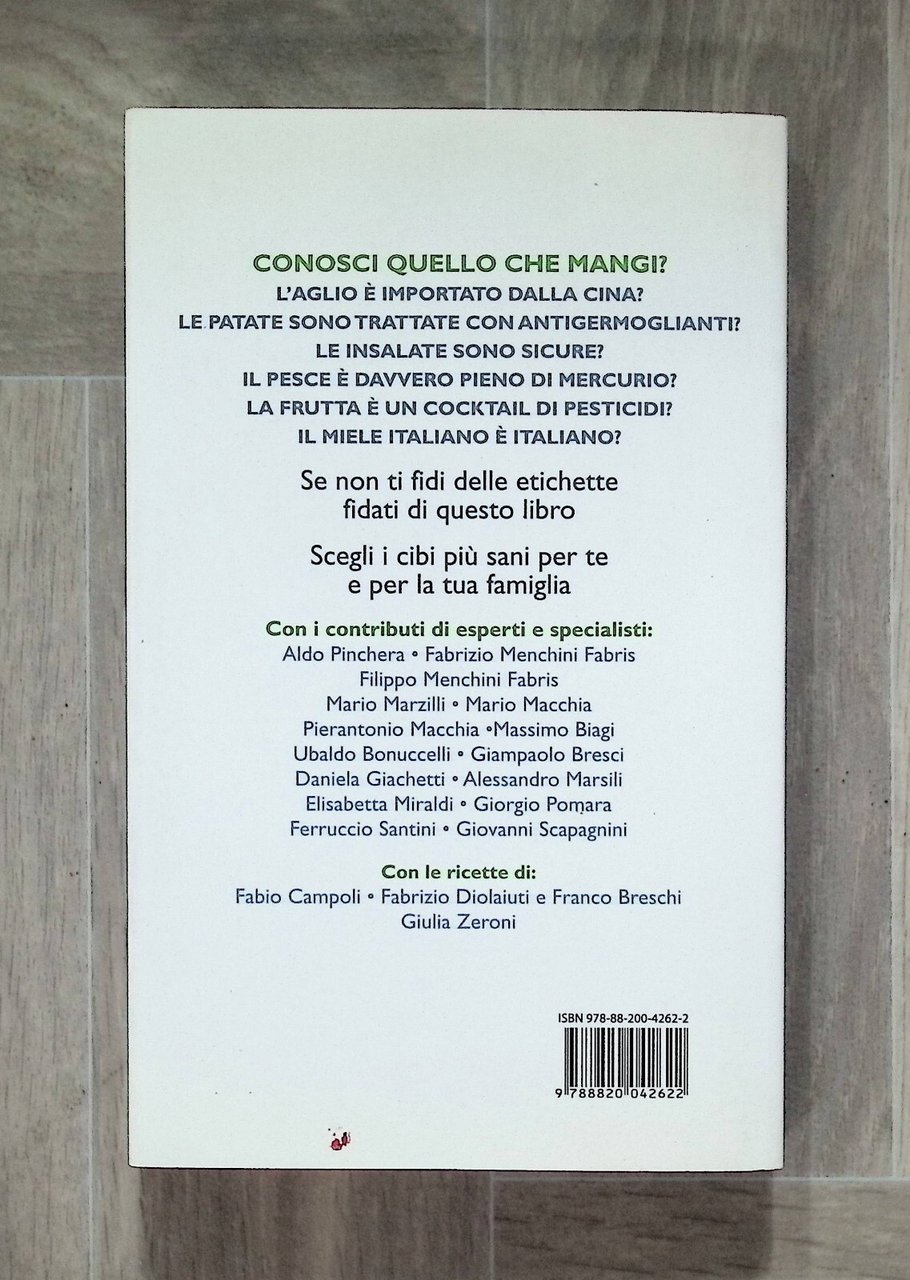 CONOSCI QUELLO CHE MANGI?
L'AGLIO È IMPORTATO DALLA CINA?
LE PATATE SONO TRATTATE CON ANTIGERMOGLIANTI?
LE INSALATE SONO SICURE?
IL PESCE È DAVVERO PIENO DI MERCURIO?
LA FRUTTA È UN COCKTAIL DI PESTICIDI?
IL MIELE ITALIANO È ITALIANO?
Se non ti fidi delle etichette
fidati di questo libro
Scegli i cibi più sani per te
e per la tua famiglia
Con i contributi di esperti e specialisti:
Aldo Pinchera • Fabrizio Menchini Fabris
Filippo Menchini Fabris
Mario Marzilli • Mario Macchia
Pierantonio Macchia •Massimo Biagi
Ubaldo Bonuccelli • Giampaolo Bresci
Daniela Giachetti • Alessandro Marsili
Elisabetta Miraldi • Giorgio Pomara
Ferruccio Santini • Giovanni Scapagnini
Con le ricette di:
Fabio Campoli • Fabrizio Diolaiuti e Franco Breschi
Giulia Zeroni
ISBN 978-88-200-4262-2
9 788820 042622